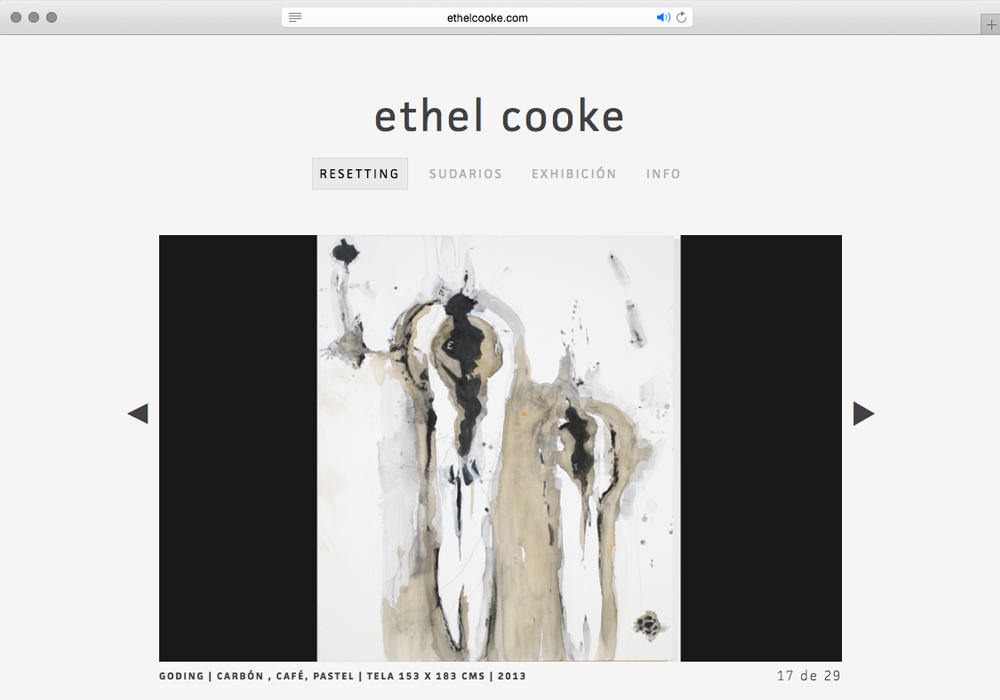 ethelcooke.com
ethel cooke
RESETTING SUDARIOS EXHIBICIÓN INFO
GODING | CARBÓN , CAFÉ, PASTEL | TELA 153 X 183 CMS | 2013
17 de 29